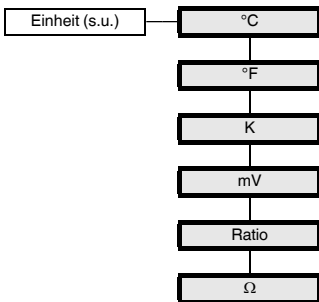 Einheit (s.u.)
°C
°F
K
mV
Ratio
Ω